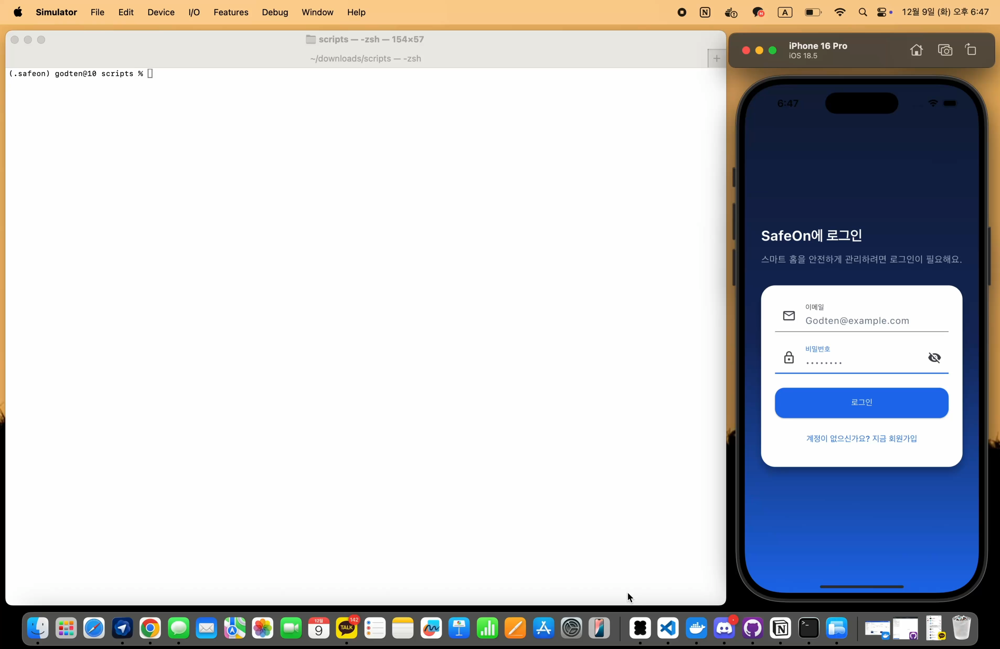 Simulator File Edit Device I/O Features Debug Window Help
A 12월 9일 (화) 오후 6:47
scripts — -zsh — 154×57
~/downloads/scripts — -zsh
(.safeon) godten@10 scripts %
iPhone 16 Pro
iOS 18.5
6:47
SafeOn에 로그인
스마트 홈을 안전하게 관리하려면 로그인이 필요해요.
이메일
Godten@example.com
비밀번호
로그인
계정이 없으신가요? 지금 회원가입
12월
9
TALK
142